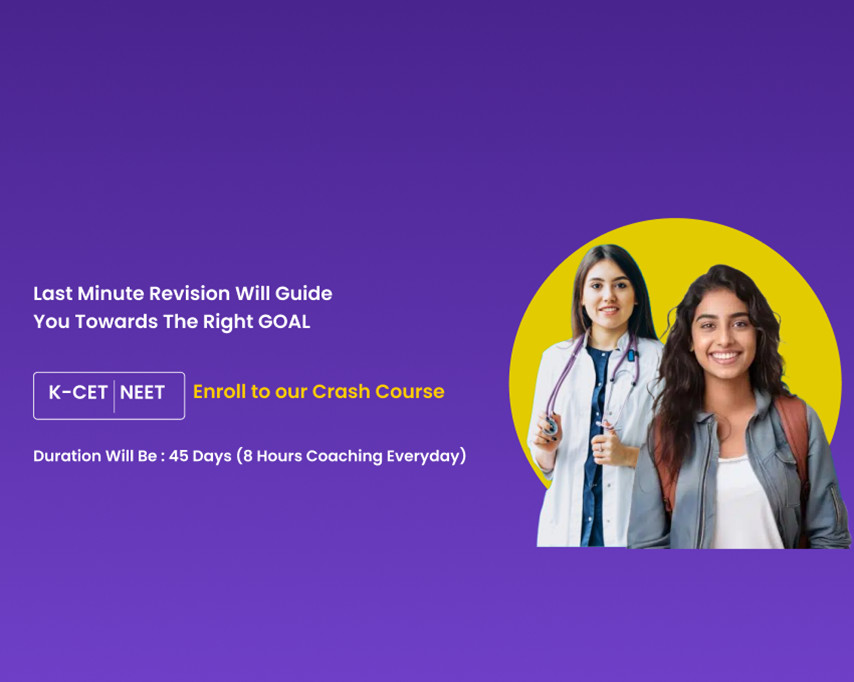 Last Minute Revision Will Guide
You Towards The Right GOAL
K-CET | NEET Enroll to our Crash Course
Duration Will Be : 45 Days (8 Hours Coaching Everyday)